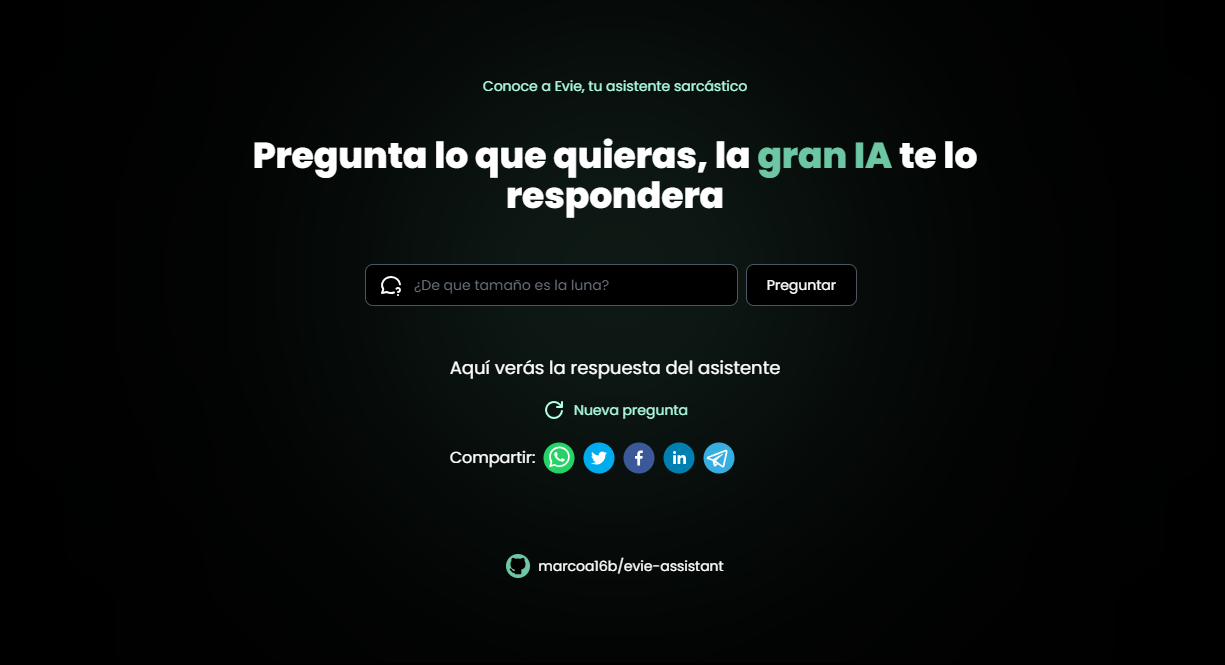 Conoce a Evie, tu asistente sarcástico
Pregunta lo que quieras, la gran IA te lo
respondera
¿De que tamaño es la luna?
Preguntar
Aquí verás la respuesta del asistente
Nueva pregunta
Compartir:
marcoa16b/evie-assistant